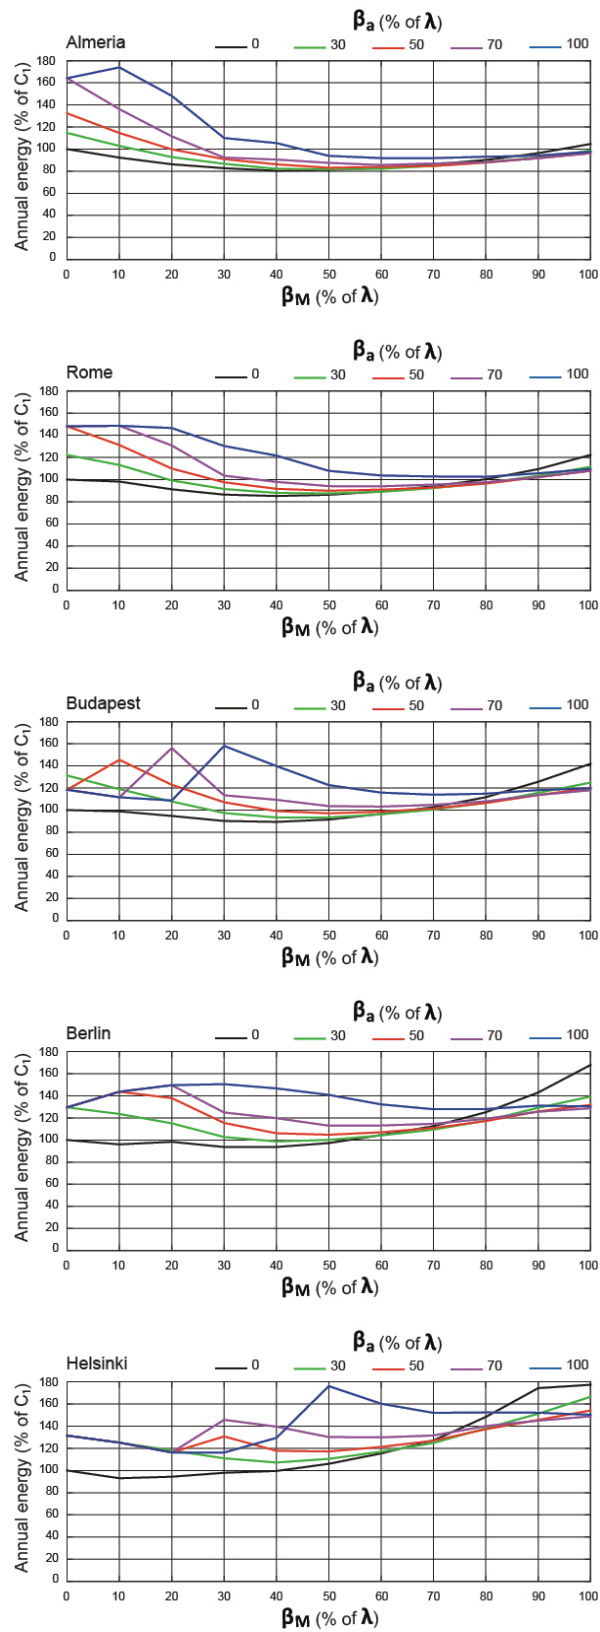 βa (% of λ)
Almeria 0 30 50 70 100
Annual energy (% of C1)
180
160
140
120
100
80
60
40
20
0
0 10 20 30 40 50 60 70 80 90 100
βM (% of λ)
βa (% of λ)
Rome 0 30 50 70 100
Annual energy (% of C1)
180
160
140
120
100
80
60
40
20
0
0 10 20 30 40 50 60 70 80 90 100
βM (% of λ)
βa (% of λ)
Budapest 0 30 50 70 100
Annual energy (% of C1)
180
160
140
120
100
80
60
40
20
0
0 10 20 30 40 50 60 70 80 90 100
βM (% of λ)
βa (% of λ)
Berlin 0 30 50 70 100
Annual energy (% of C1)
180
160
140
120
100
80
60
40
20
0
0 10 20 30 40 50 60 70 80 90 100
βM (% of λ)
βa (% of λ)
Helsinki 0 30 50 70 100
Annual energy (% of C1)
180
160
140
120
100
80
60
40
20
0
0 10 20 30 40 50 60 70 80 90 100
βM (% of λ)